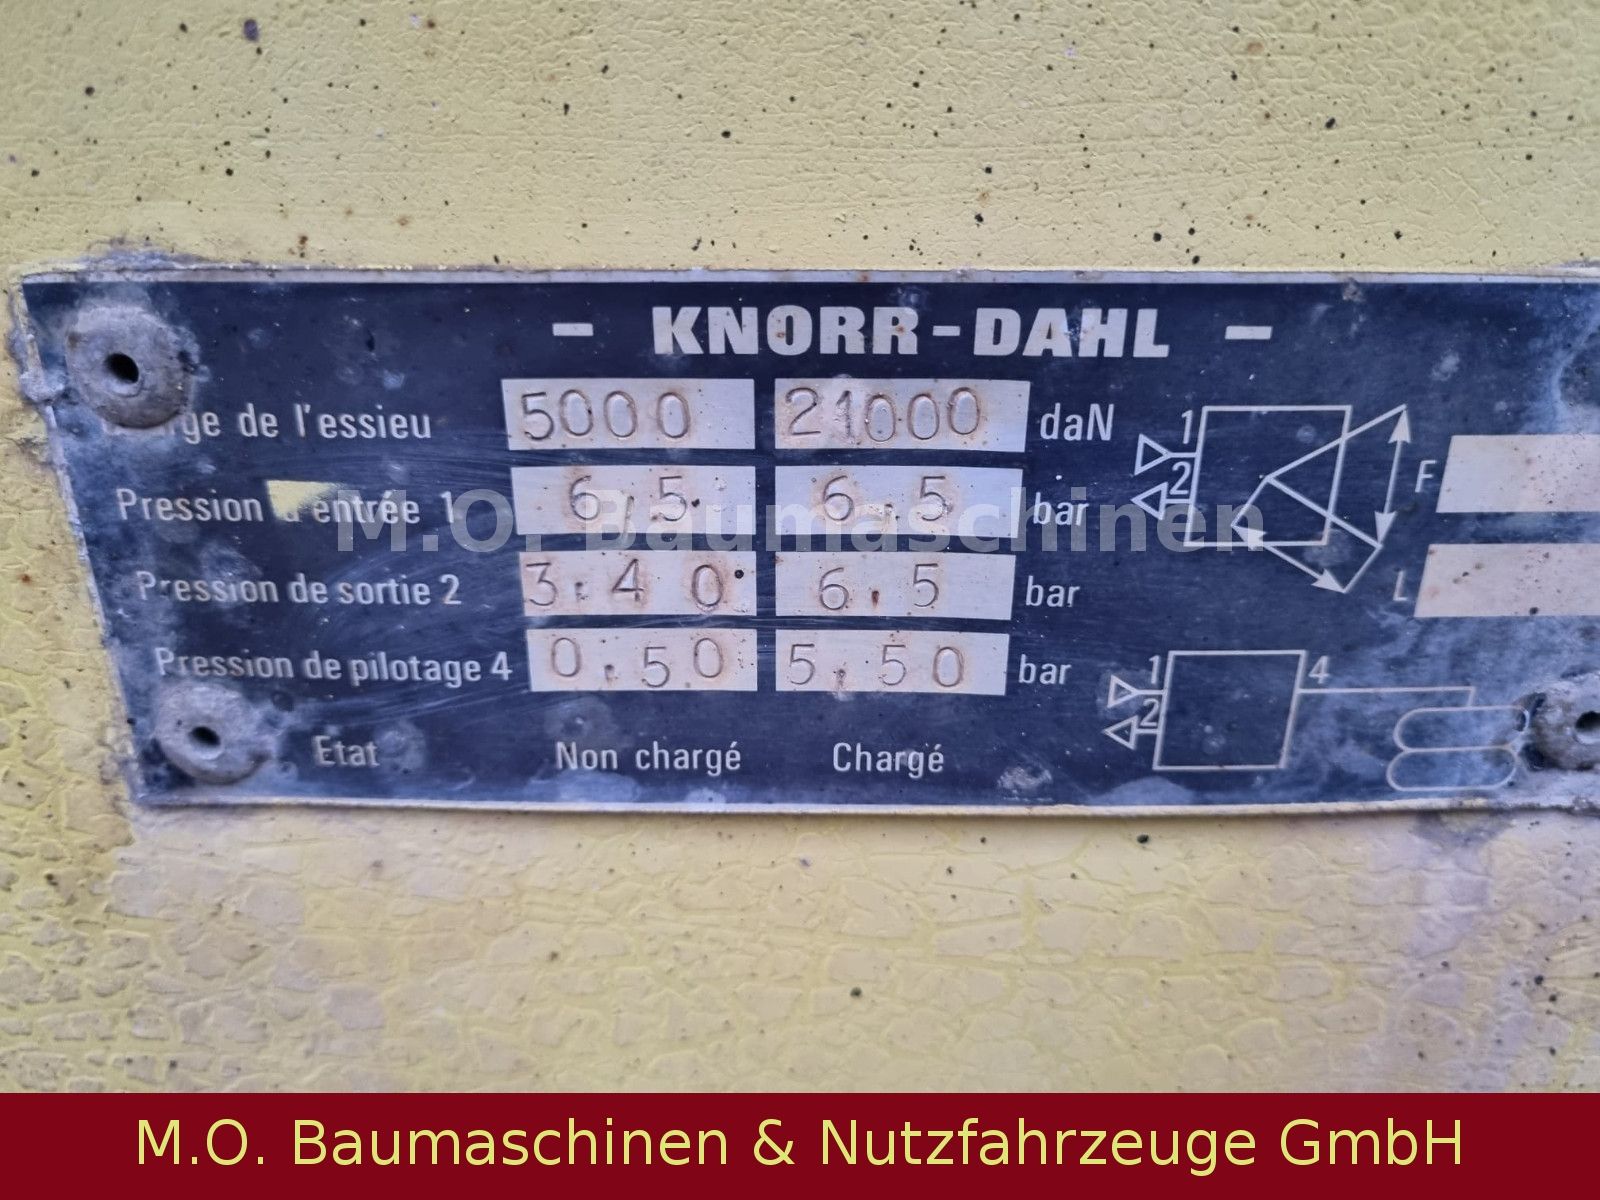 - KNORR-DAHL -
de l'essieu 5000 21000 daN
Pression d'entrée 1 6,5 6,5 bar
M.O. Baumaschinen
Pression de sortie 2 3.40 6.5 bar
Pression de pilotage 4 0.50 5.50 bar
Etat Non chargé Chargé
1
2
F
L
1 4
2
M.O. Baumaschinen & Nutzfahrzeuge GmbH